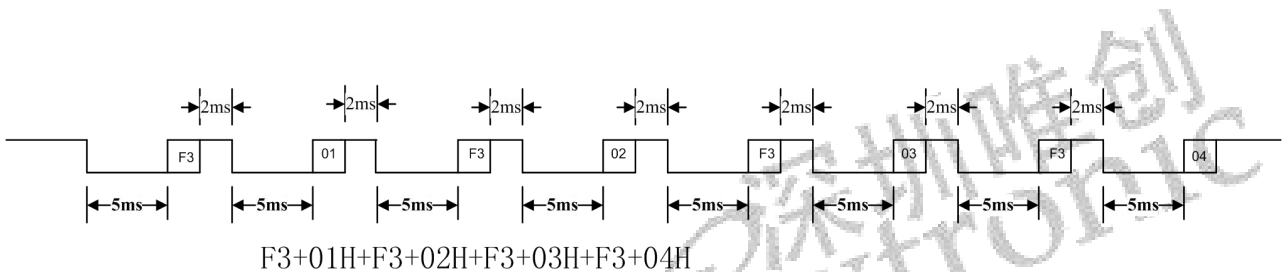 2ms 2ms 2ms 2ms 2ms 2ms 2ms
F3 01 F3 02 F3 03 F3 04
5ms 5ms 5ms 5ms 5ms 5ms 5ms 5ms
F3+01H+F3+02H+F3+03H+F3+04H
深圳唯创
tronic